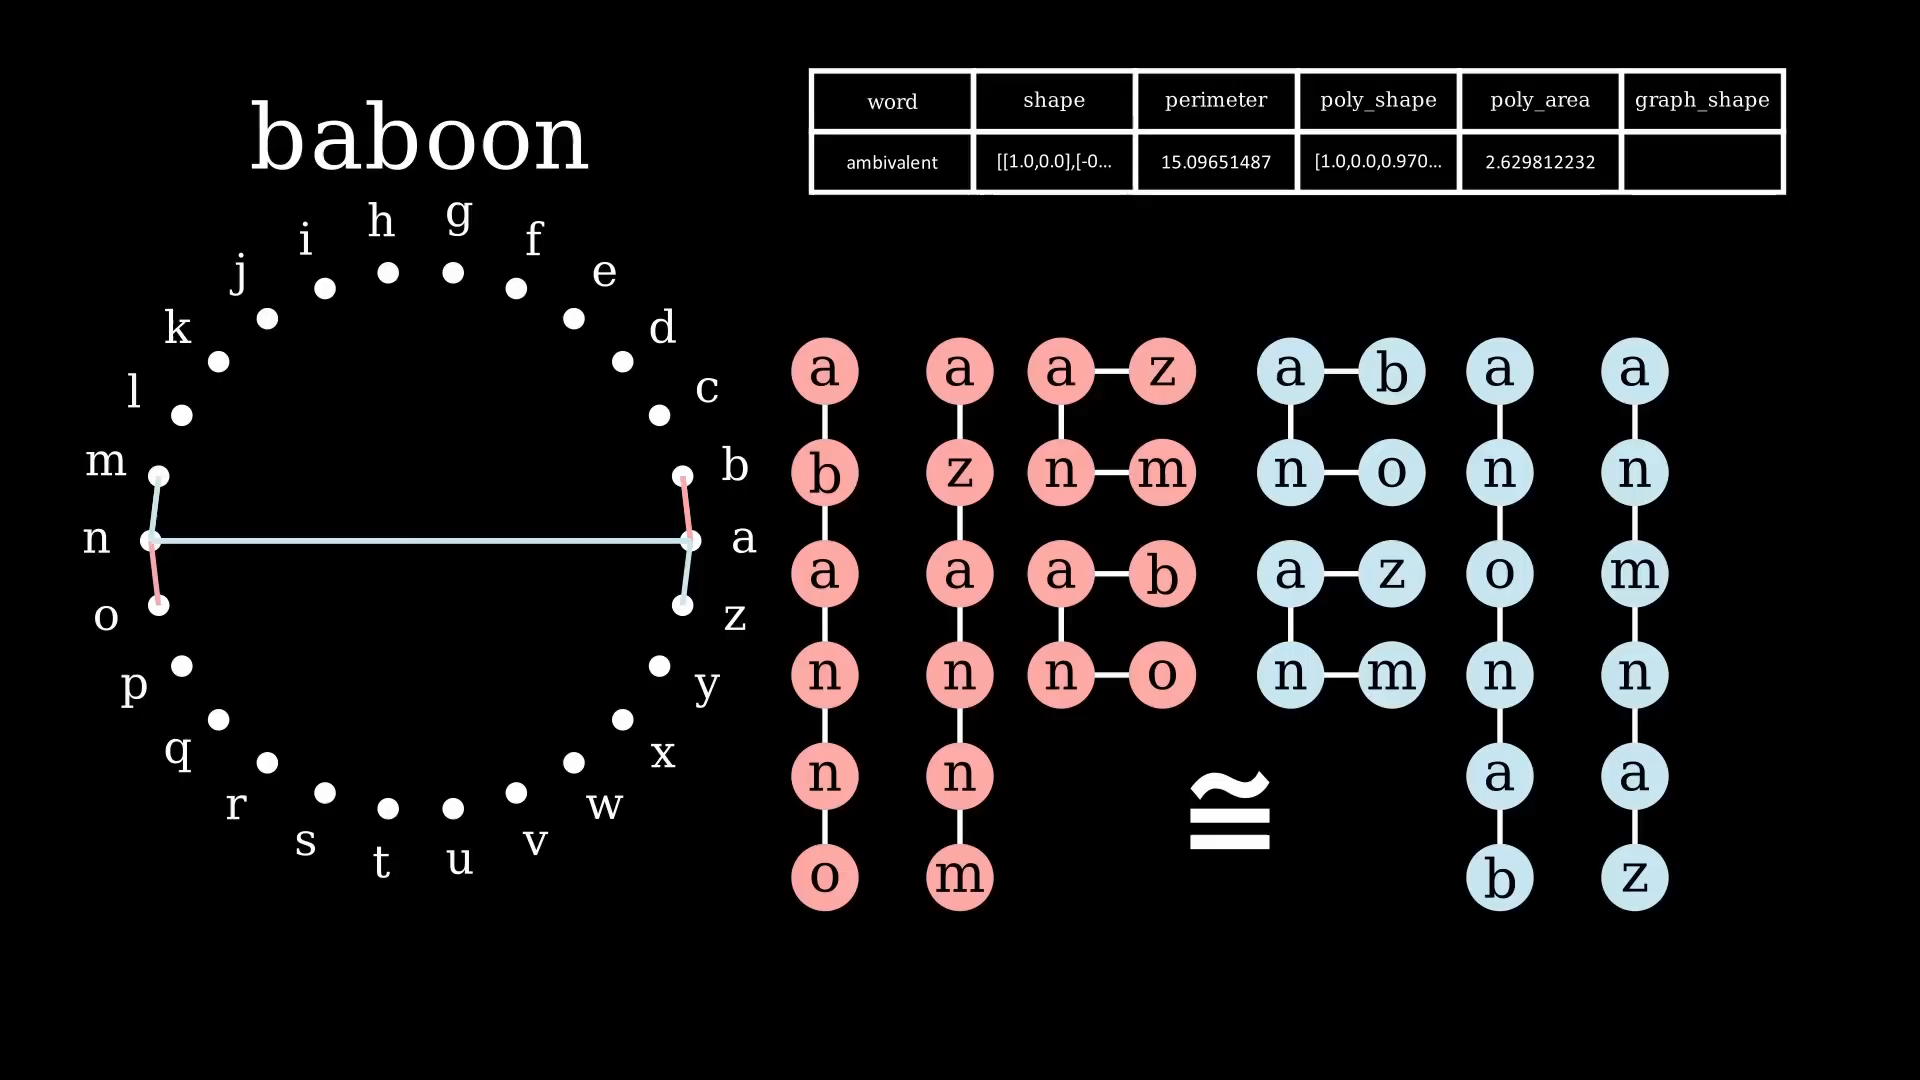 baboon
word shape perimeter poly_shape poly_area graph_shape
ambivalent [[1.0,0.0],[-0... 15.09651487 [1.0,0.0,0.970... 2.629812232
g
h
f
i
e
j
d
k
c
l
b
m
a
n
z
o
y
p
x
q
w
r
v
s
u
t
a a a z a b a a
b z n m n o n n
a a a b a z o m
n n n o n m n n
n n ≅ a a
o m b z